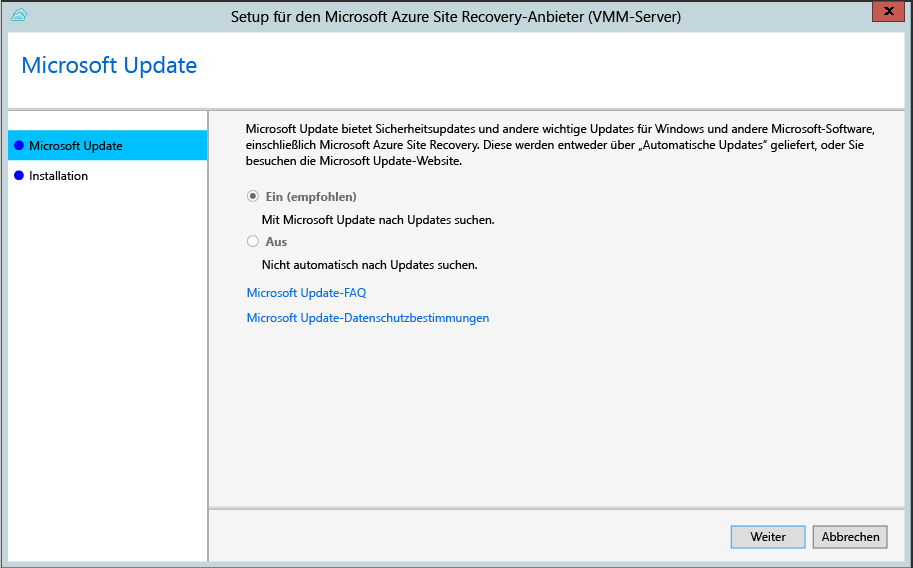 Setup für den Microsoft Azure Site Recovery-Anbieter (VMM-Server)
Microsoft Update
Microsoft Update
Installation
Microsoft Update bietet Sicherheitsupdates und andere wichtige Updates für Windows und andere Microsoft-Software,
einschließlich Microsoft Azure Site Recovery. Diese werden entweder über „Automatische Updates“ geliefert, oder Sie
besuchen die Microsoft Update-Website.
Ein (empfohlen)
Mit Microsoft Update nach Updates suchen.
Aus
Nicht automatisch nach Updates suchen.
Microsoft Update-FAQ
Microsoft Update-Datenschutzbestimmungen
Weiter
Abbrechen